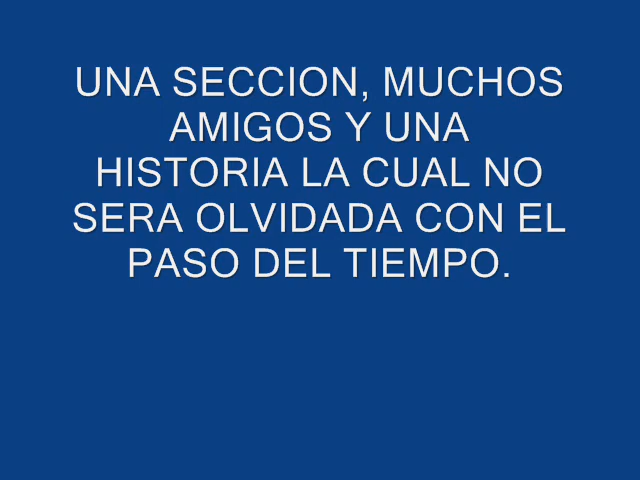 UNA SECCION, MUCHOS
AMIGOS Y UNA
HISTORIA LA CUAL NO
SERA OLVIDADA CON EL
PASO DEL TIEMPO.